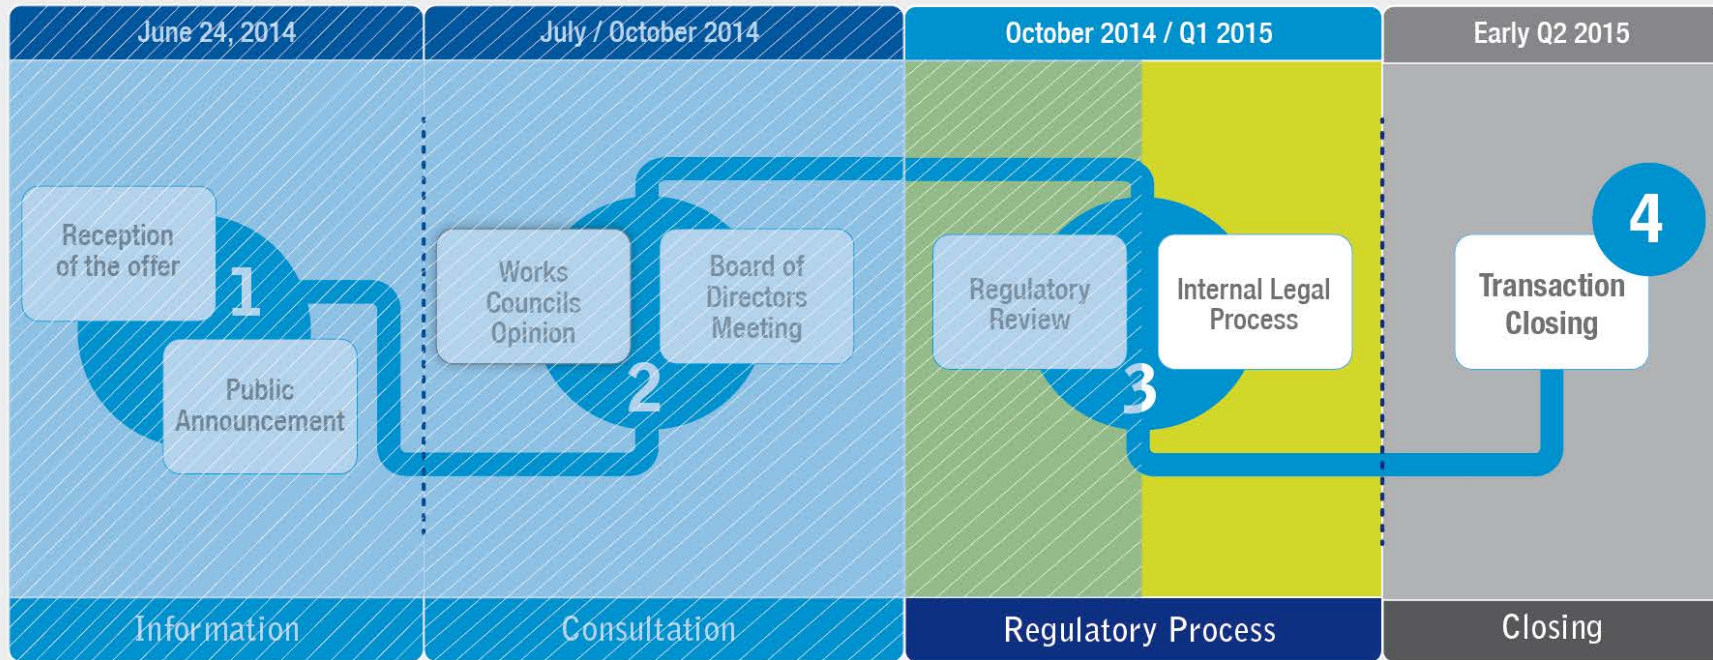 June 24, 2014
July / October 2014
October 2014 / Q1 2015
Early Q2 2015
Reception
of the offer
1
Public
Announcement
Works
Councils
Opinion
Board of
Directors
Meeting
2
Regulatory
Review
Internal Legal
Process
3
4
Transaction
Closing
Information
Consultation
Regulatory Process
Closing